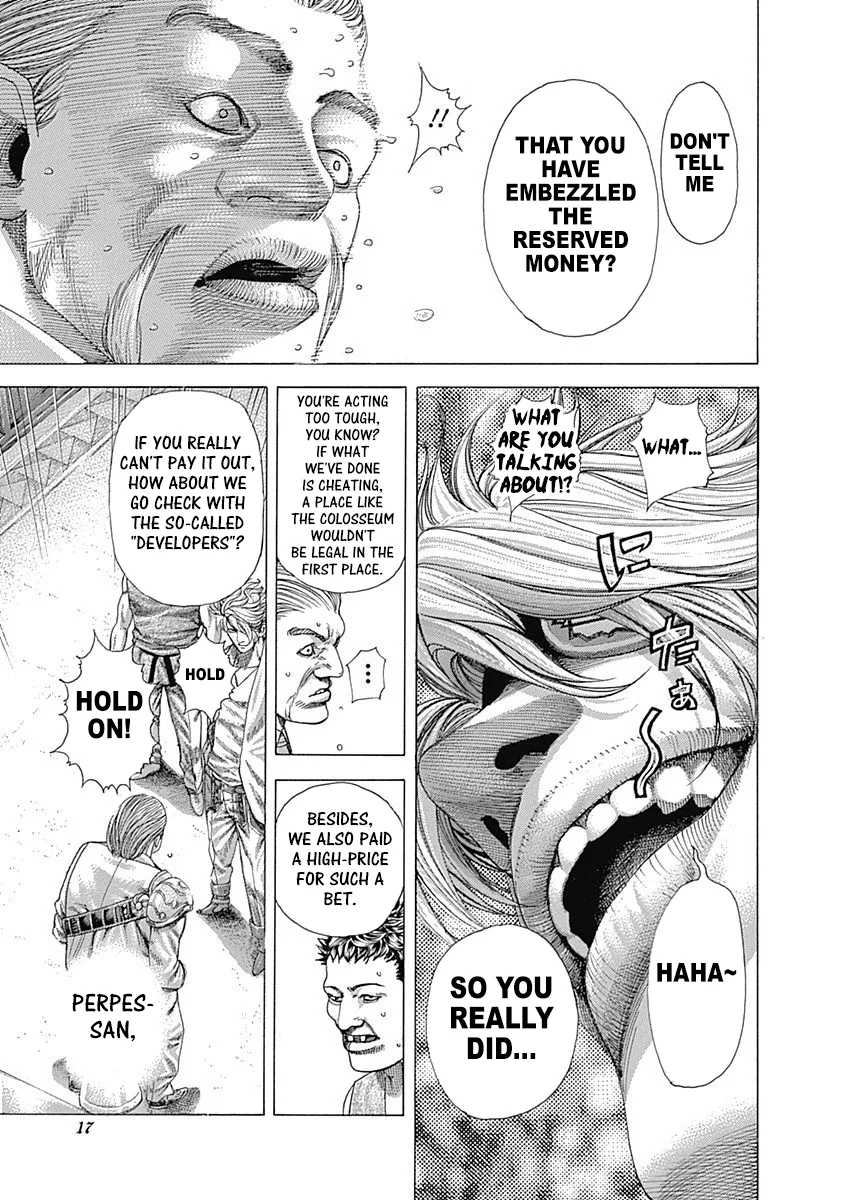 DON'T
TELL
ME
THAT YOU
HAVE
EMBEZZLED
THE
RESERVED
MONEY?
!!
WHAT...
WHAT
ARE YOU
TALKING
ABOUT!?
にたぁ
HAHA~
SO YOU
REALLY
DID...
YOU'RE ACTING
TOO TOUGH,
YOU KNOW?
IF WHAT
WE'VE DONE
IS CHEATING,
A PLACE LIKE
THE COLOSSEUM
WOULDN'T
BE LEGAL IN THE
FIRST PLACE.
...
BESIDES,
WE ALSO PAID
A HIGH-PRICE
FOR SUCH A
BET.
IF YOU REALLY
CAN'T PAY IT OUT,
HOW ABOUT WE
GO CHECK WITH
THE SO-CALLED
"DEVELOPERS"?
HOLD
HOLD
ON!
PERPES-
SAN,
17